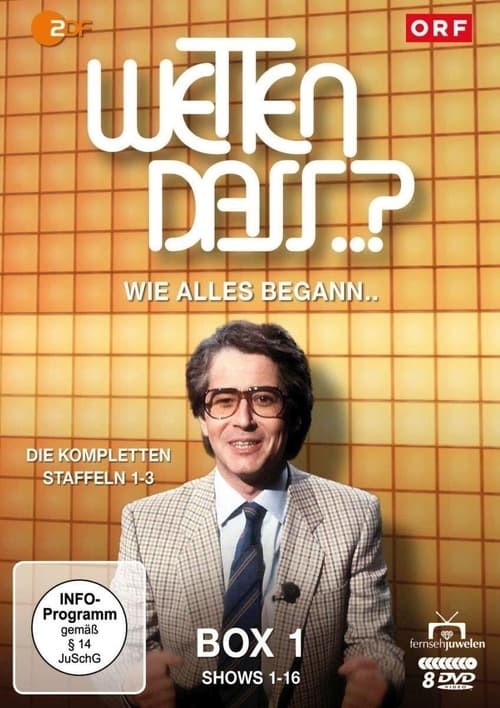 ZDF
ORF
WETTEN
DASS..?
WIE ALLES BEGANN..
DIE KOMPLETTEN
STAFFELN 1-3
INFO-
Programm
gemäß
§ 14
JuSchG
BOX 1
SHOWS 1-16
fernsehjuwelen
8 DVD
VIDEO